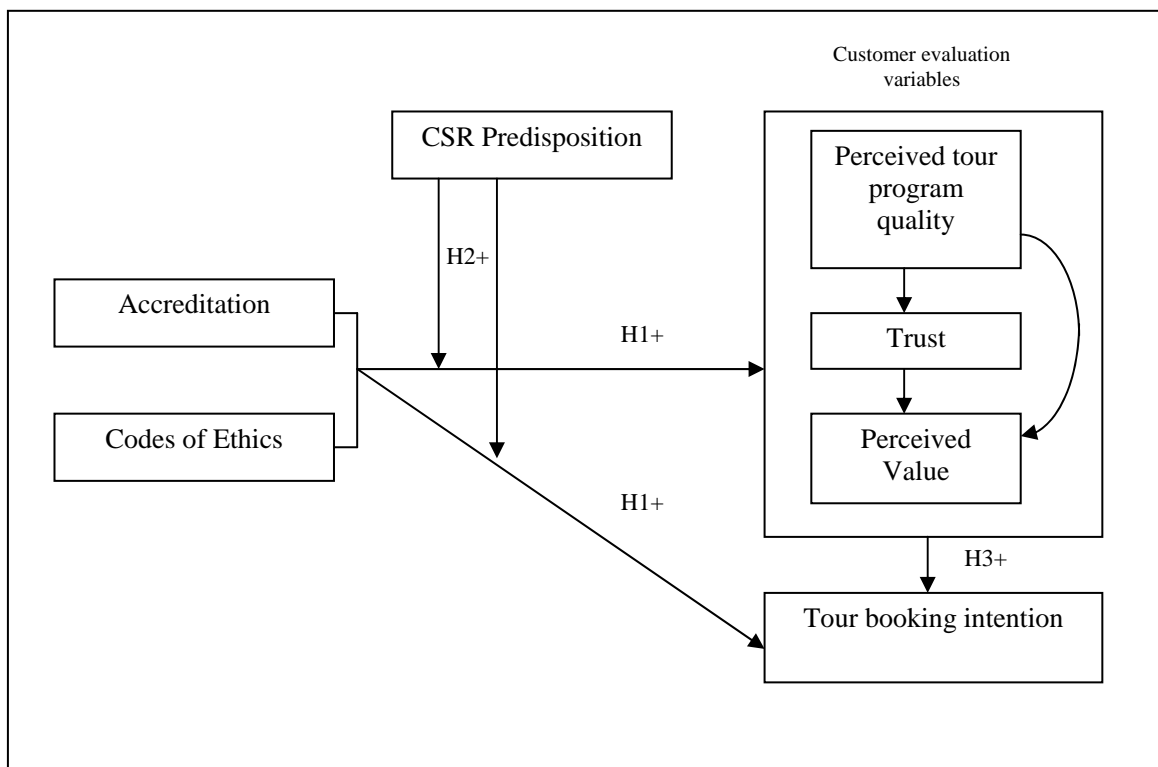 Customer evaluation
variables
CSR Predisposition
Perceived tour
program
quality
H2+
Accreditation
H1+
Trust
Codes of Ethics
Perceived
Value
H1+
H3+
Tour booking intention